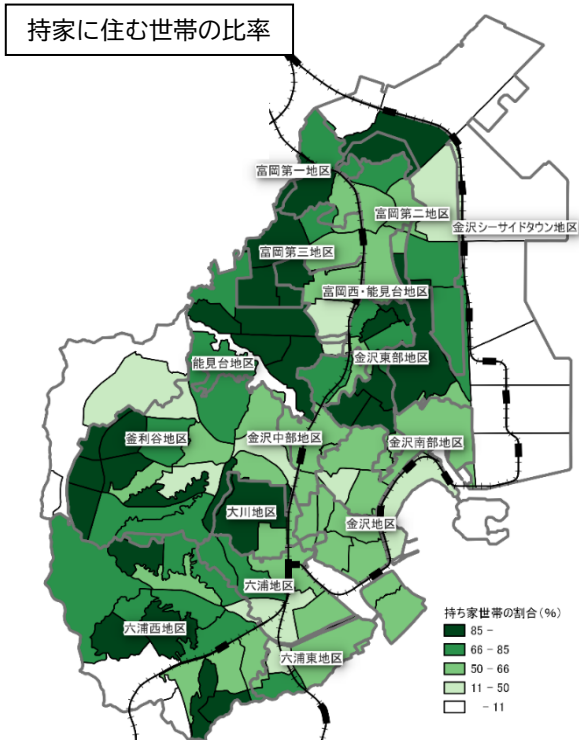 持家に住む世帯の比率
富岡第一地区
富岡第二地区
金沢シーサイドタウン地区
富岡第三地区
富岡西・能見台地区
金沢東部地区
能見台地区
釜利谷地区
金沢中部地区
金沢南部地区
大川地区
金沢地区
六浦地区
六浦西地区
六浦東地区
持ち家世帯の割合(%)
85 -
66 - 85
50 - 66
11 - 50
- 11